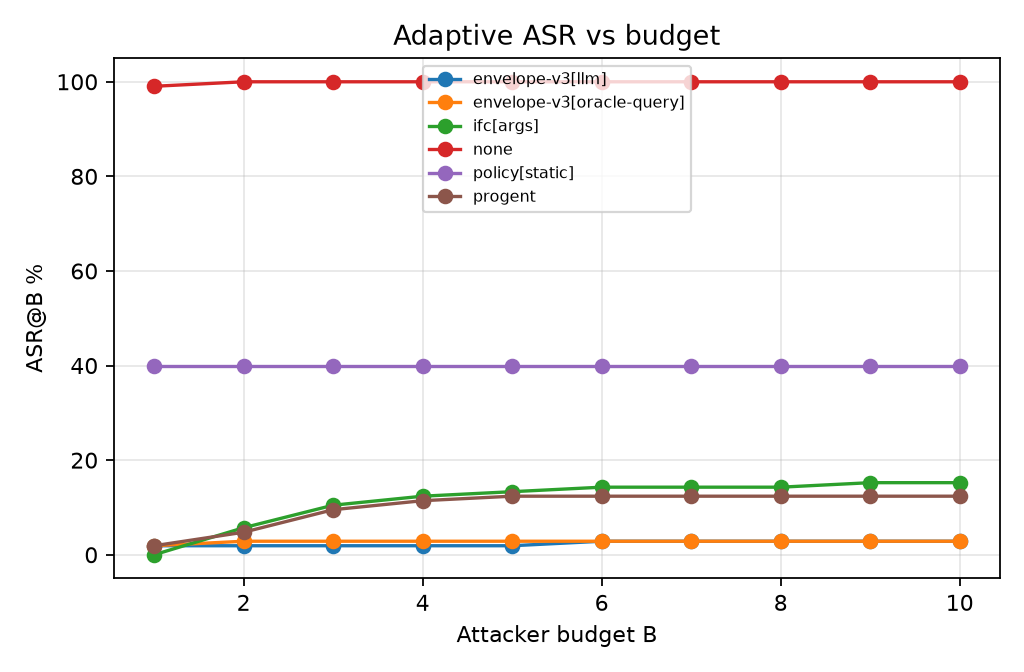 Adaptive ASR vs budget
envelope-v3[llm]
envelope-v3[oracle-query]
ifc[args]
none
policy[static]
progent
100
80
60
40
20
0
ASR@B %
2 4 6 8 10
Attacker budget B